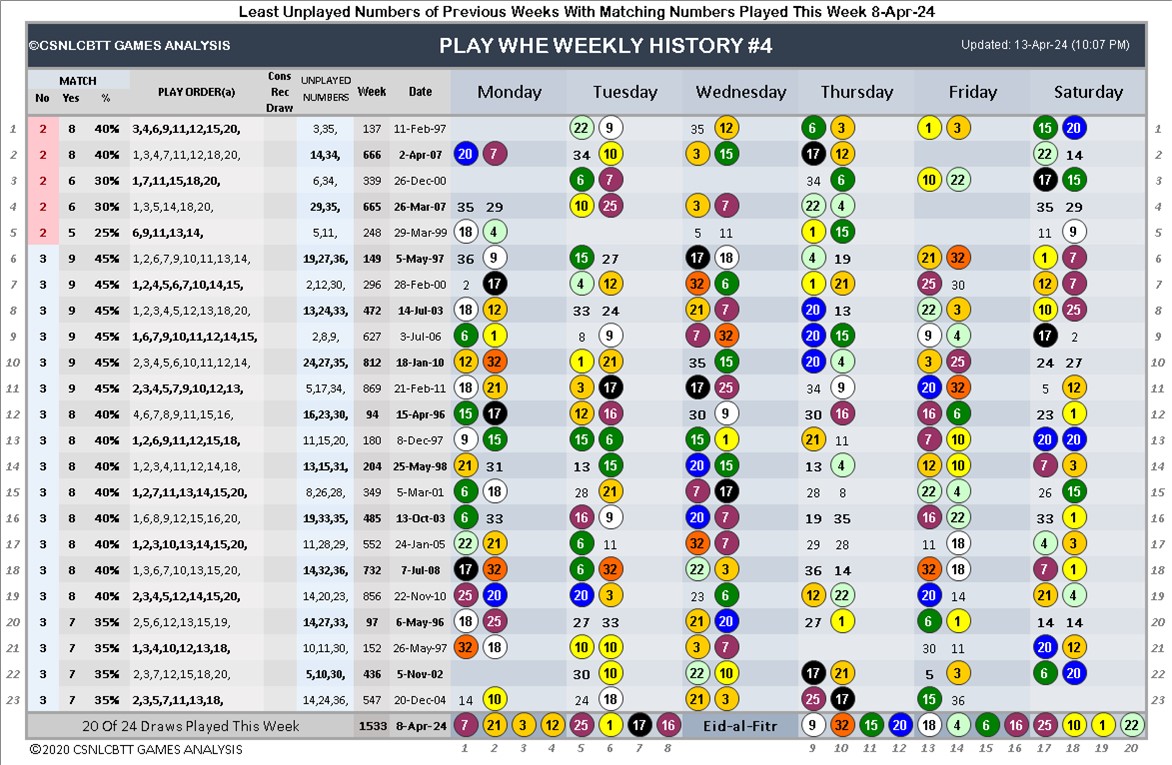 Least Unplayed Numbers of Previous Weeks With Matching Numbers Played This Week 8-Apr-24
©CSNLCBTT GAMES ANALYSIS PLAY WHE WEEKLY HISTORY #4 Updated: 13-Apr-24 (10:07 PM)
MATCH
No Yes % PLAY ORDER(a) Cons Rec Draw UNPLAYED NUMBERS Week Date Monday Tuesday Wednesday Thursday Friday Saturday
1 2 8 40% 3,4,6,9,11,12,15,20, 3,35, 137 11-Feb-97 22 9 35 12 6 3 1 3 15 20 1
2 2 8 40% 1,3,4,7,11,12,18,20, 14,34, 666 2-Apr-07 20 7 34 10 3 15 17 12 22 14 2
3 2 6 30% 1,7,11,15,18,20, 6,34, 339 26-Dec-00 6 7 34 6 10 22 17 15 3
4 2 6 30% 1,3,5,14,18,20, 29,35, 665 26-Mar-07 35 29 10 25 3 7 22 4 35 29 4
5 2 5 25% 6,9,11,13,14, 5,11, 248 29-Mar-99 18 4 5 11 1 15 11 9 5
6 3 9 45% 1,2,6,7,9,10,11,13,14, 19,27,36, 149 5-May-97 36 9 15 27 17 18 4 19 21 32 1 7 6
7 3 9 45% 1,2,4,5,6,7,10,14,15, 2,12,30, 296 28-Feb-00 2 17 4 12 32 6 1 21 25 30 12 7 7
8 3 9 45% 1,2,3,4,5,12,13,18,20, 13,24,33, 472 14-Jul-03 18 12 33 24 21 7 20 13 22 3 10 25 8
9 3 9 45% 1,6,7,9,10,11,12,14,15, 2,8,9, 627 3-Jul-06 6 1 8 9 7 32 20 15 9 4 17 2 9
10 3 9 45% 2,3,4,5,6,10,11,12,14, 24,27,35, 812 18-Jan-10 12 32 1 21 35 15 20 4 3 25 24 27 10
11 3 9 45% 2,3,4,5,7,9,10,12,13, 5,17,34, 869 21-Feb-11 18 21 3 17 17 25 34 9 20 32 5 12 11
12 3 8 40% 4,6,7,8,9,11,15,16, 16,23,30, 94 15-Apr-96 15 17 12 16 30 9 30 16 16 6 23 1 12
13 3 8 40% 1,2,6,9,11,12,15,18, 11,15,20, 180 8-Dec-97 9 15 15 6 15 1 21 11 7 10 20 20 13
14 3 8 40% 1,2,3,4,11,12,14,18, 13,15,31, 204 25-May-98 21 31 13 15 20 15 13 4 12 10 7 3 14
15 3 8 40% 1,2,7,11,13,14,15,20, 8,26,28, 349 5-Mar-01 6 18 28 21 7 17 28 8 22 4 26 15 15
16 3 8 40% 1,6,8,9,12,15,16,20, 19,33,35, 485 13-Oct-03 6 33 16 9 20 7 19 35 16 22 33 1 16
17 3 8 40% 1,2,3,10,13,14,15,20, 11,28,29, 552 24-Jan-05 22 21 6 11 32 7 29 28 11 18 4 3 17
18 3 8 40% 1,3,6,7,10,13,15,20, 14,32,36, 732 7-Jul-08 17 32 6 32 22 3 36 14 32 18 7 1 18
19 3 8 40% 2,3,4,5,12,14,15,20, 14,20,23, 856 22-Nov-10 25 20 20 3 23 6 12 22 20 14 21 4 19
20 3 7 35% 2,5,6,12,13,15,19, 14,27,33, 97 6-May-96 18 25 27 33 21 20 27 1 6 1 14 14 20
21 3 7 35% 1,3,4,10,12,13,18, 10,11,30, 152 26-May-97 32 18 10 10 3 7 30 11 20 12 21
22 3 7 35% 2,3,7,12,15,18,20, 5,10,30, 436 5-Nov-02 30 10 22 10 17 21 5 3 6 20 22
23 3 7 35% 2,3,5,7,11,13,18, 14,24,36, 547 20-Dec-04 14 10 24 18 21 3 25 17 15 36 23
20 Of 24 Draws Played This Week 1533 8-Apr-24 7 21 3 12 25 1 17 16 Eid-al-Fitr 9 32 15 20 18 4 6 16 25 10 1 22
©2020 CSNLCBTT GAMES ANALYSIS 1 2 3 4 5 6 7 8 9 10 11 12 13 14 15 16 17 18 19 20